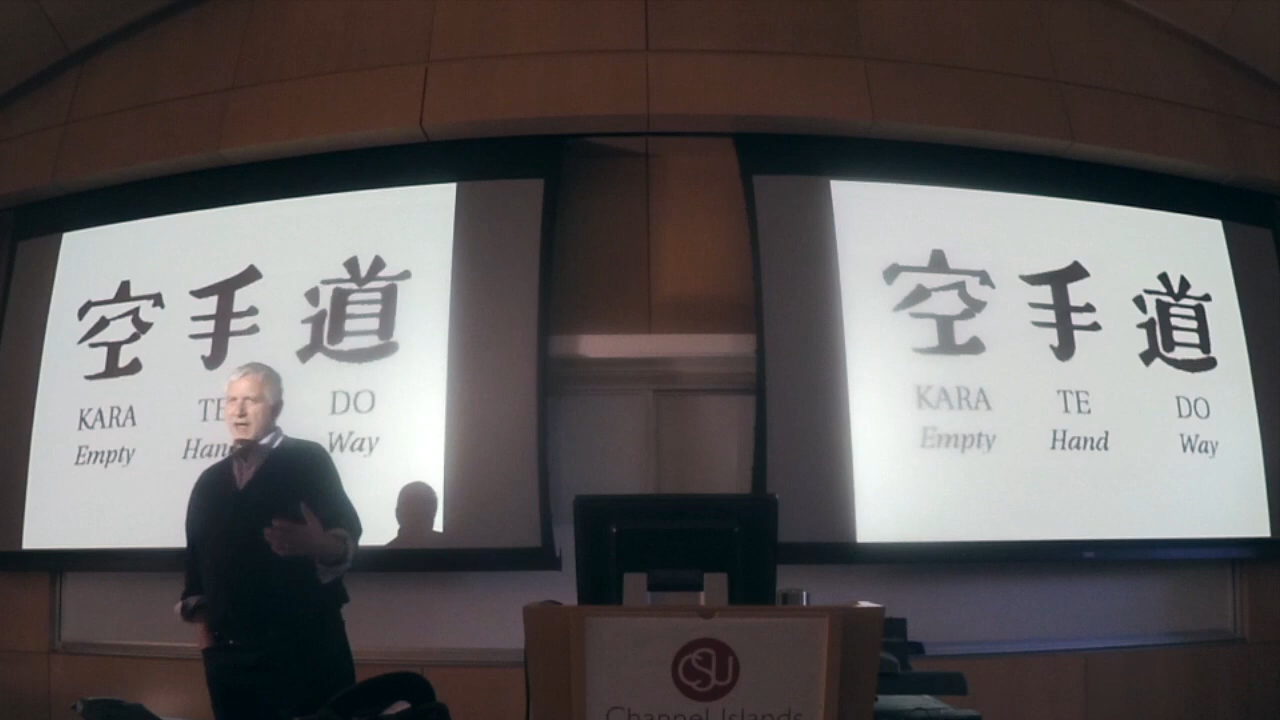 空手道
KARA TE DO
Empty Hand Way
空手道
KARA TE DO
Empty Hand Way
CSU
Channel Islands